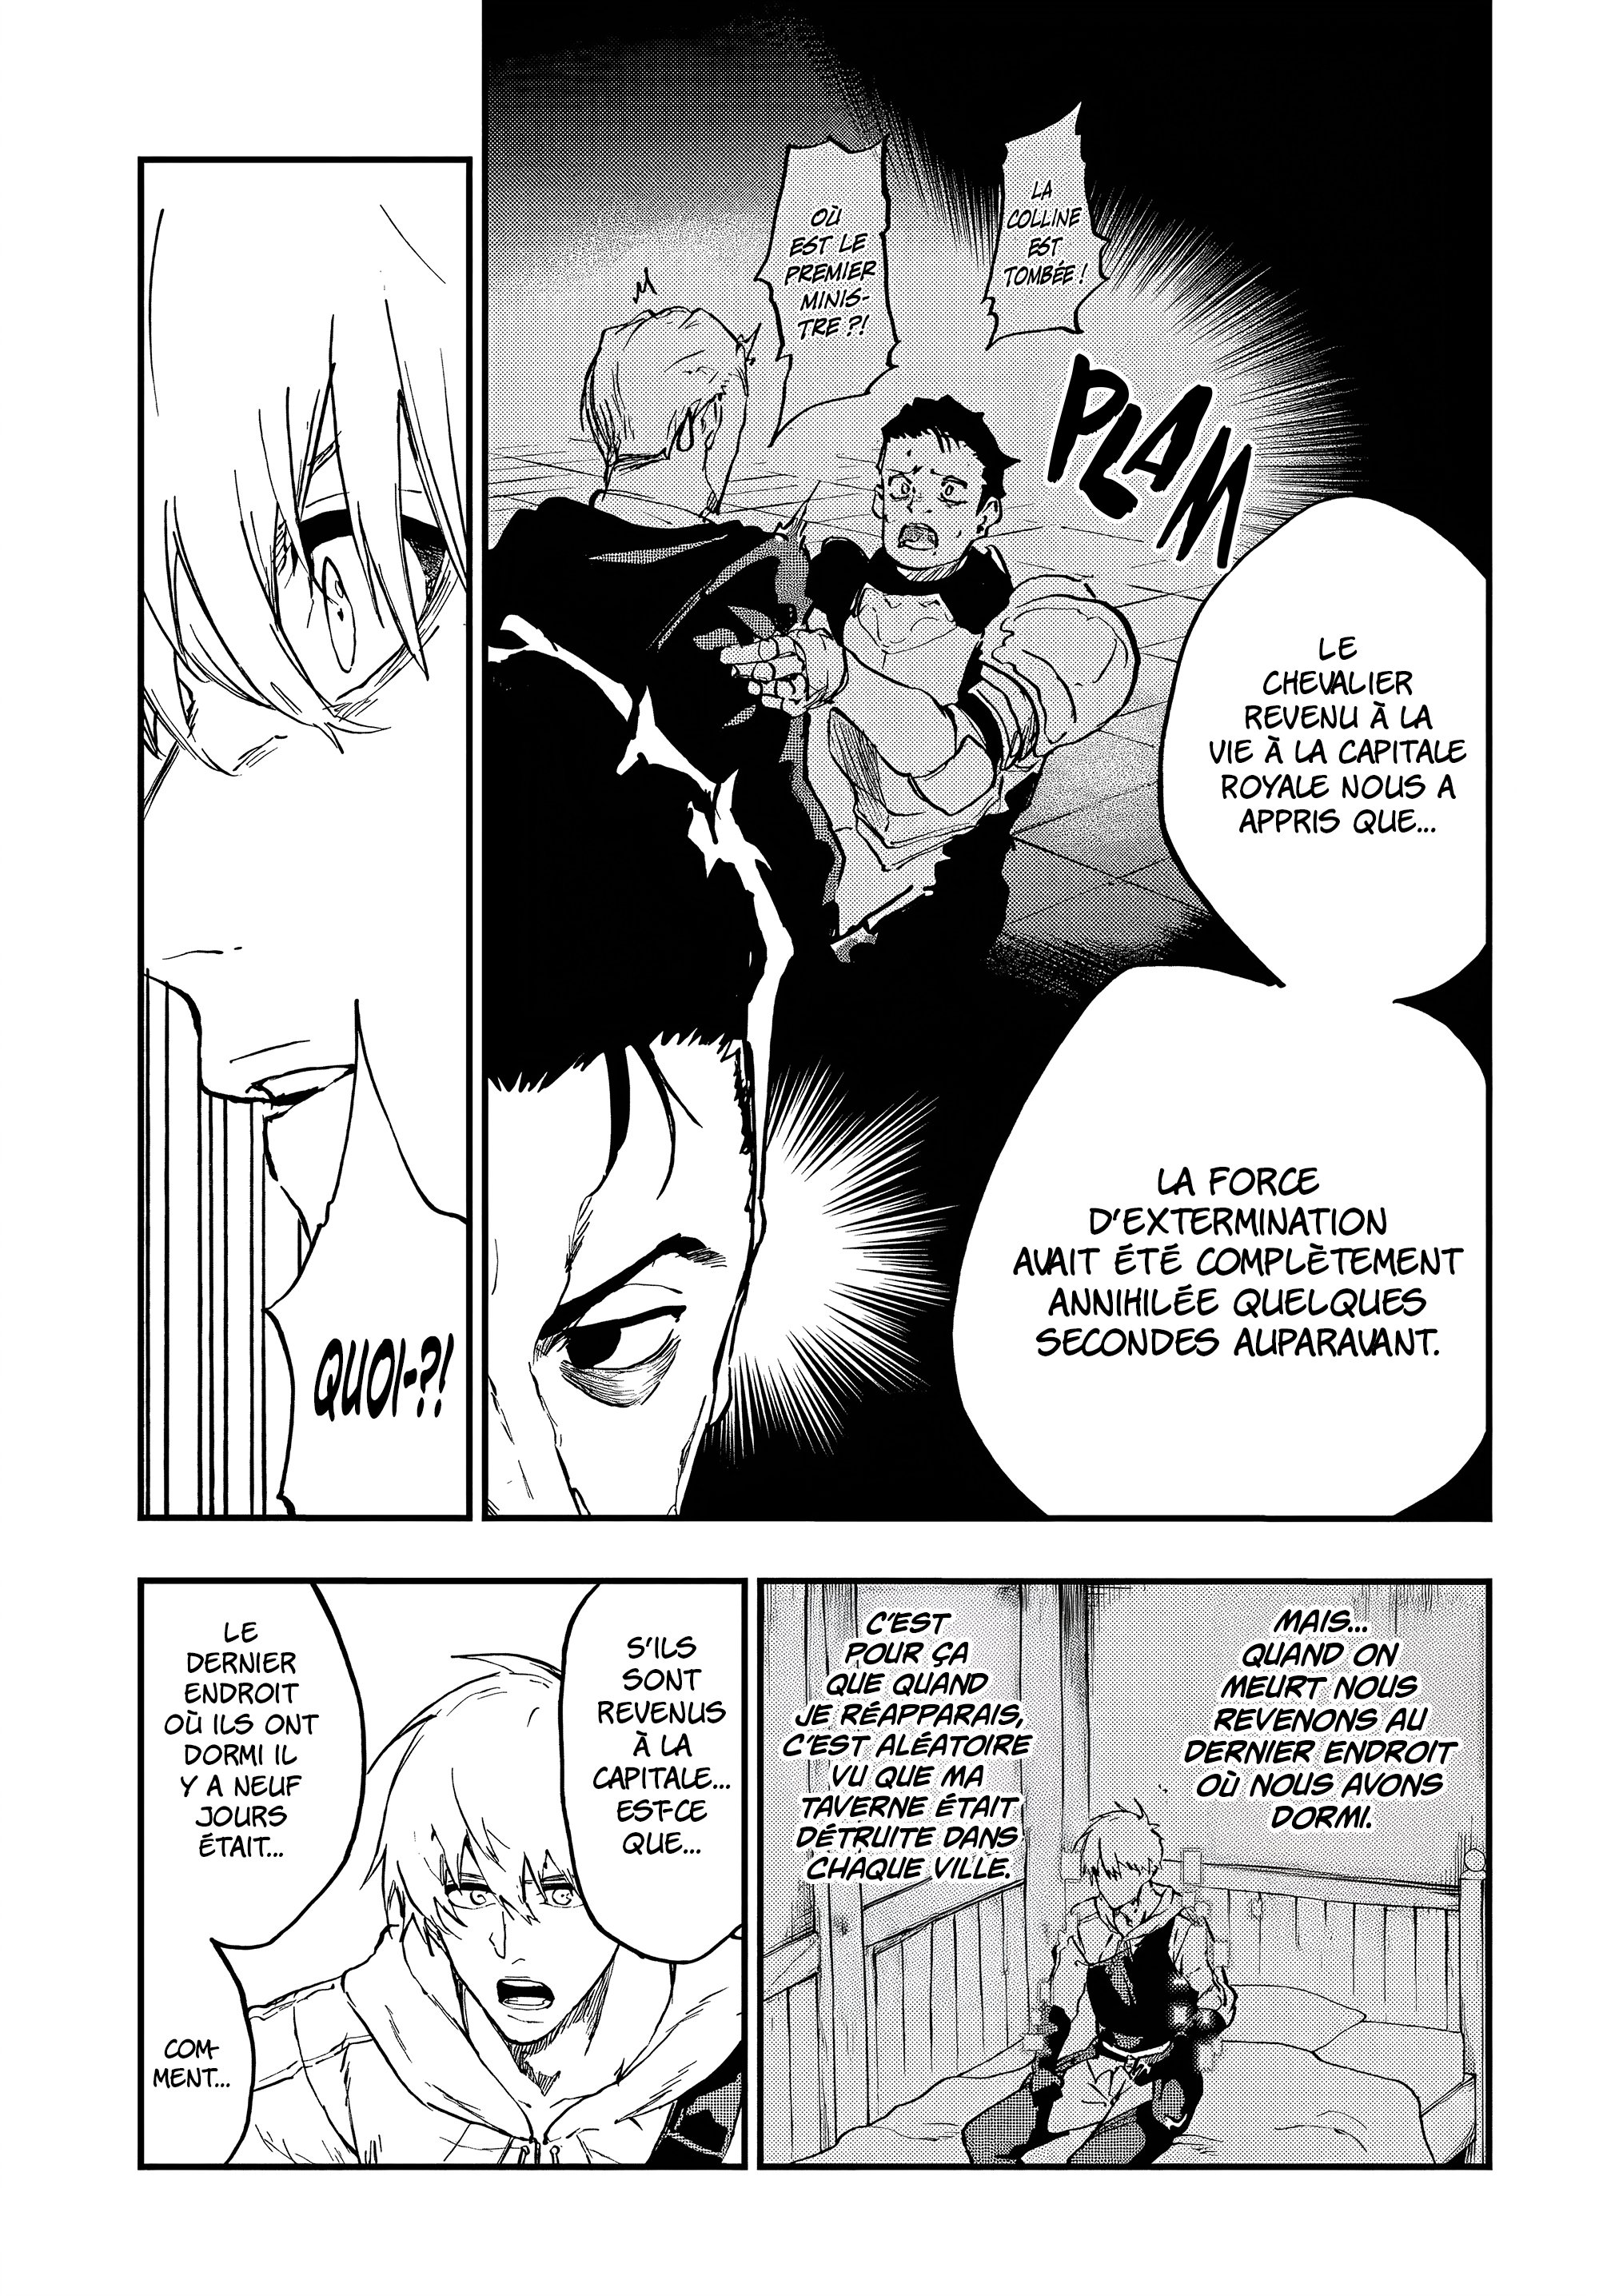 LA
COLLINE
EST
TOMBÉE !
OÙ
EST LE
PREMIER
MINIS-
TRE ?!
PLAM
LE
CHEVALIER
REVENU À LA
VIE À LA CAPITALE
ROYALE NOUS A
APPRIS QUE...
LA FORCE
D'EXTERMINATION
AVAIT ÉTÉ COMPLÈTEMENT
ANNIHILÉE QUELQUES
SECONDES AUPARAVANT.
QUOI-?!
MAIS...
QUAND ON
MEURT NOUS
REVENONS AU
DERNIER ENDROIT
OÙ NOUS AVONS
DORMI.
C'EST
POUR ÇA
QUE QUAND
JE RÉAPPARAIS,
C'EST ALÉATOIRE
VU QUE MA
TAVERNE ÉTAIT
DÉTRUITE DANS
CHAQUE VILLE.
S'ILS
SONT
REVENUS
À LA
CAPITALE...
EST-CE
QUE...
LE
DERNIER
ENDROIT
OÙ ILS ONT
DORMI IL
Y A NEUF
JOURS
ÉTAIT...
COM-
MENT...